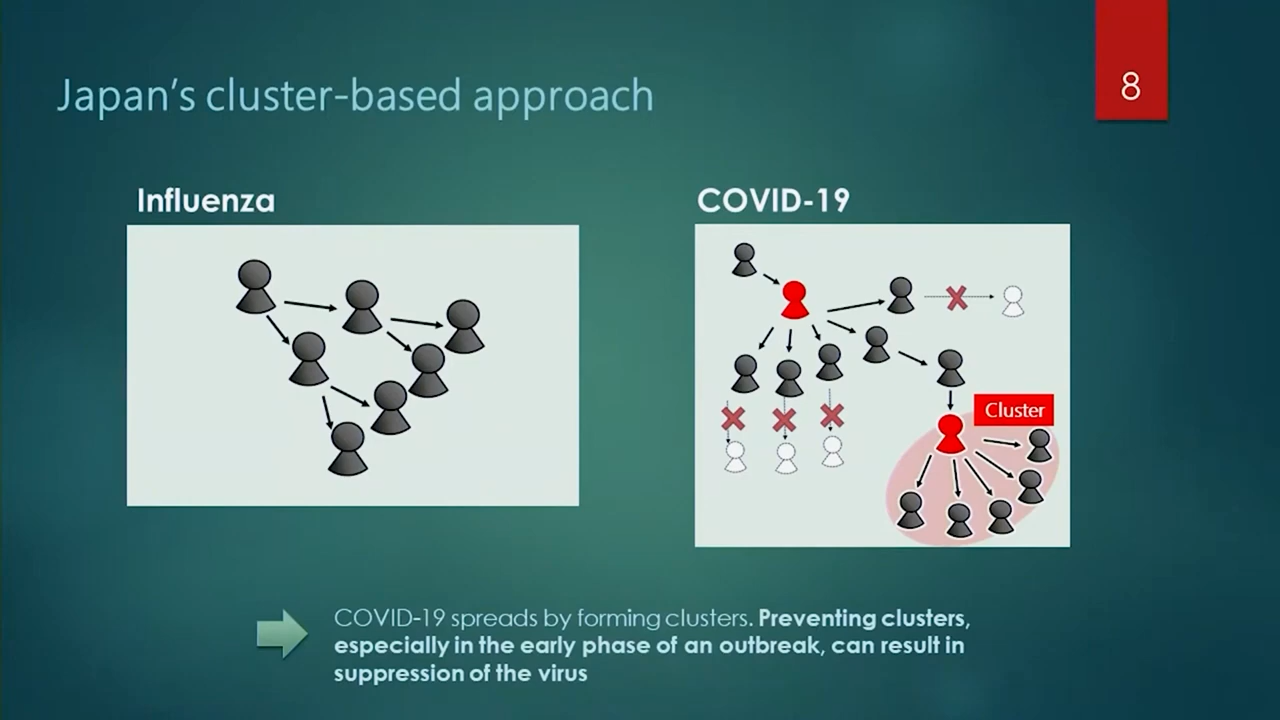 Japan's cluster-based approach
8
Influenza
COVID-19
Cluster
COVID-19 spreads by forming clusters. Preventing clusters,
especially in the early phase of an outbreak, can result in
suppression of the virus